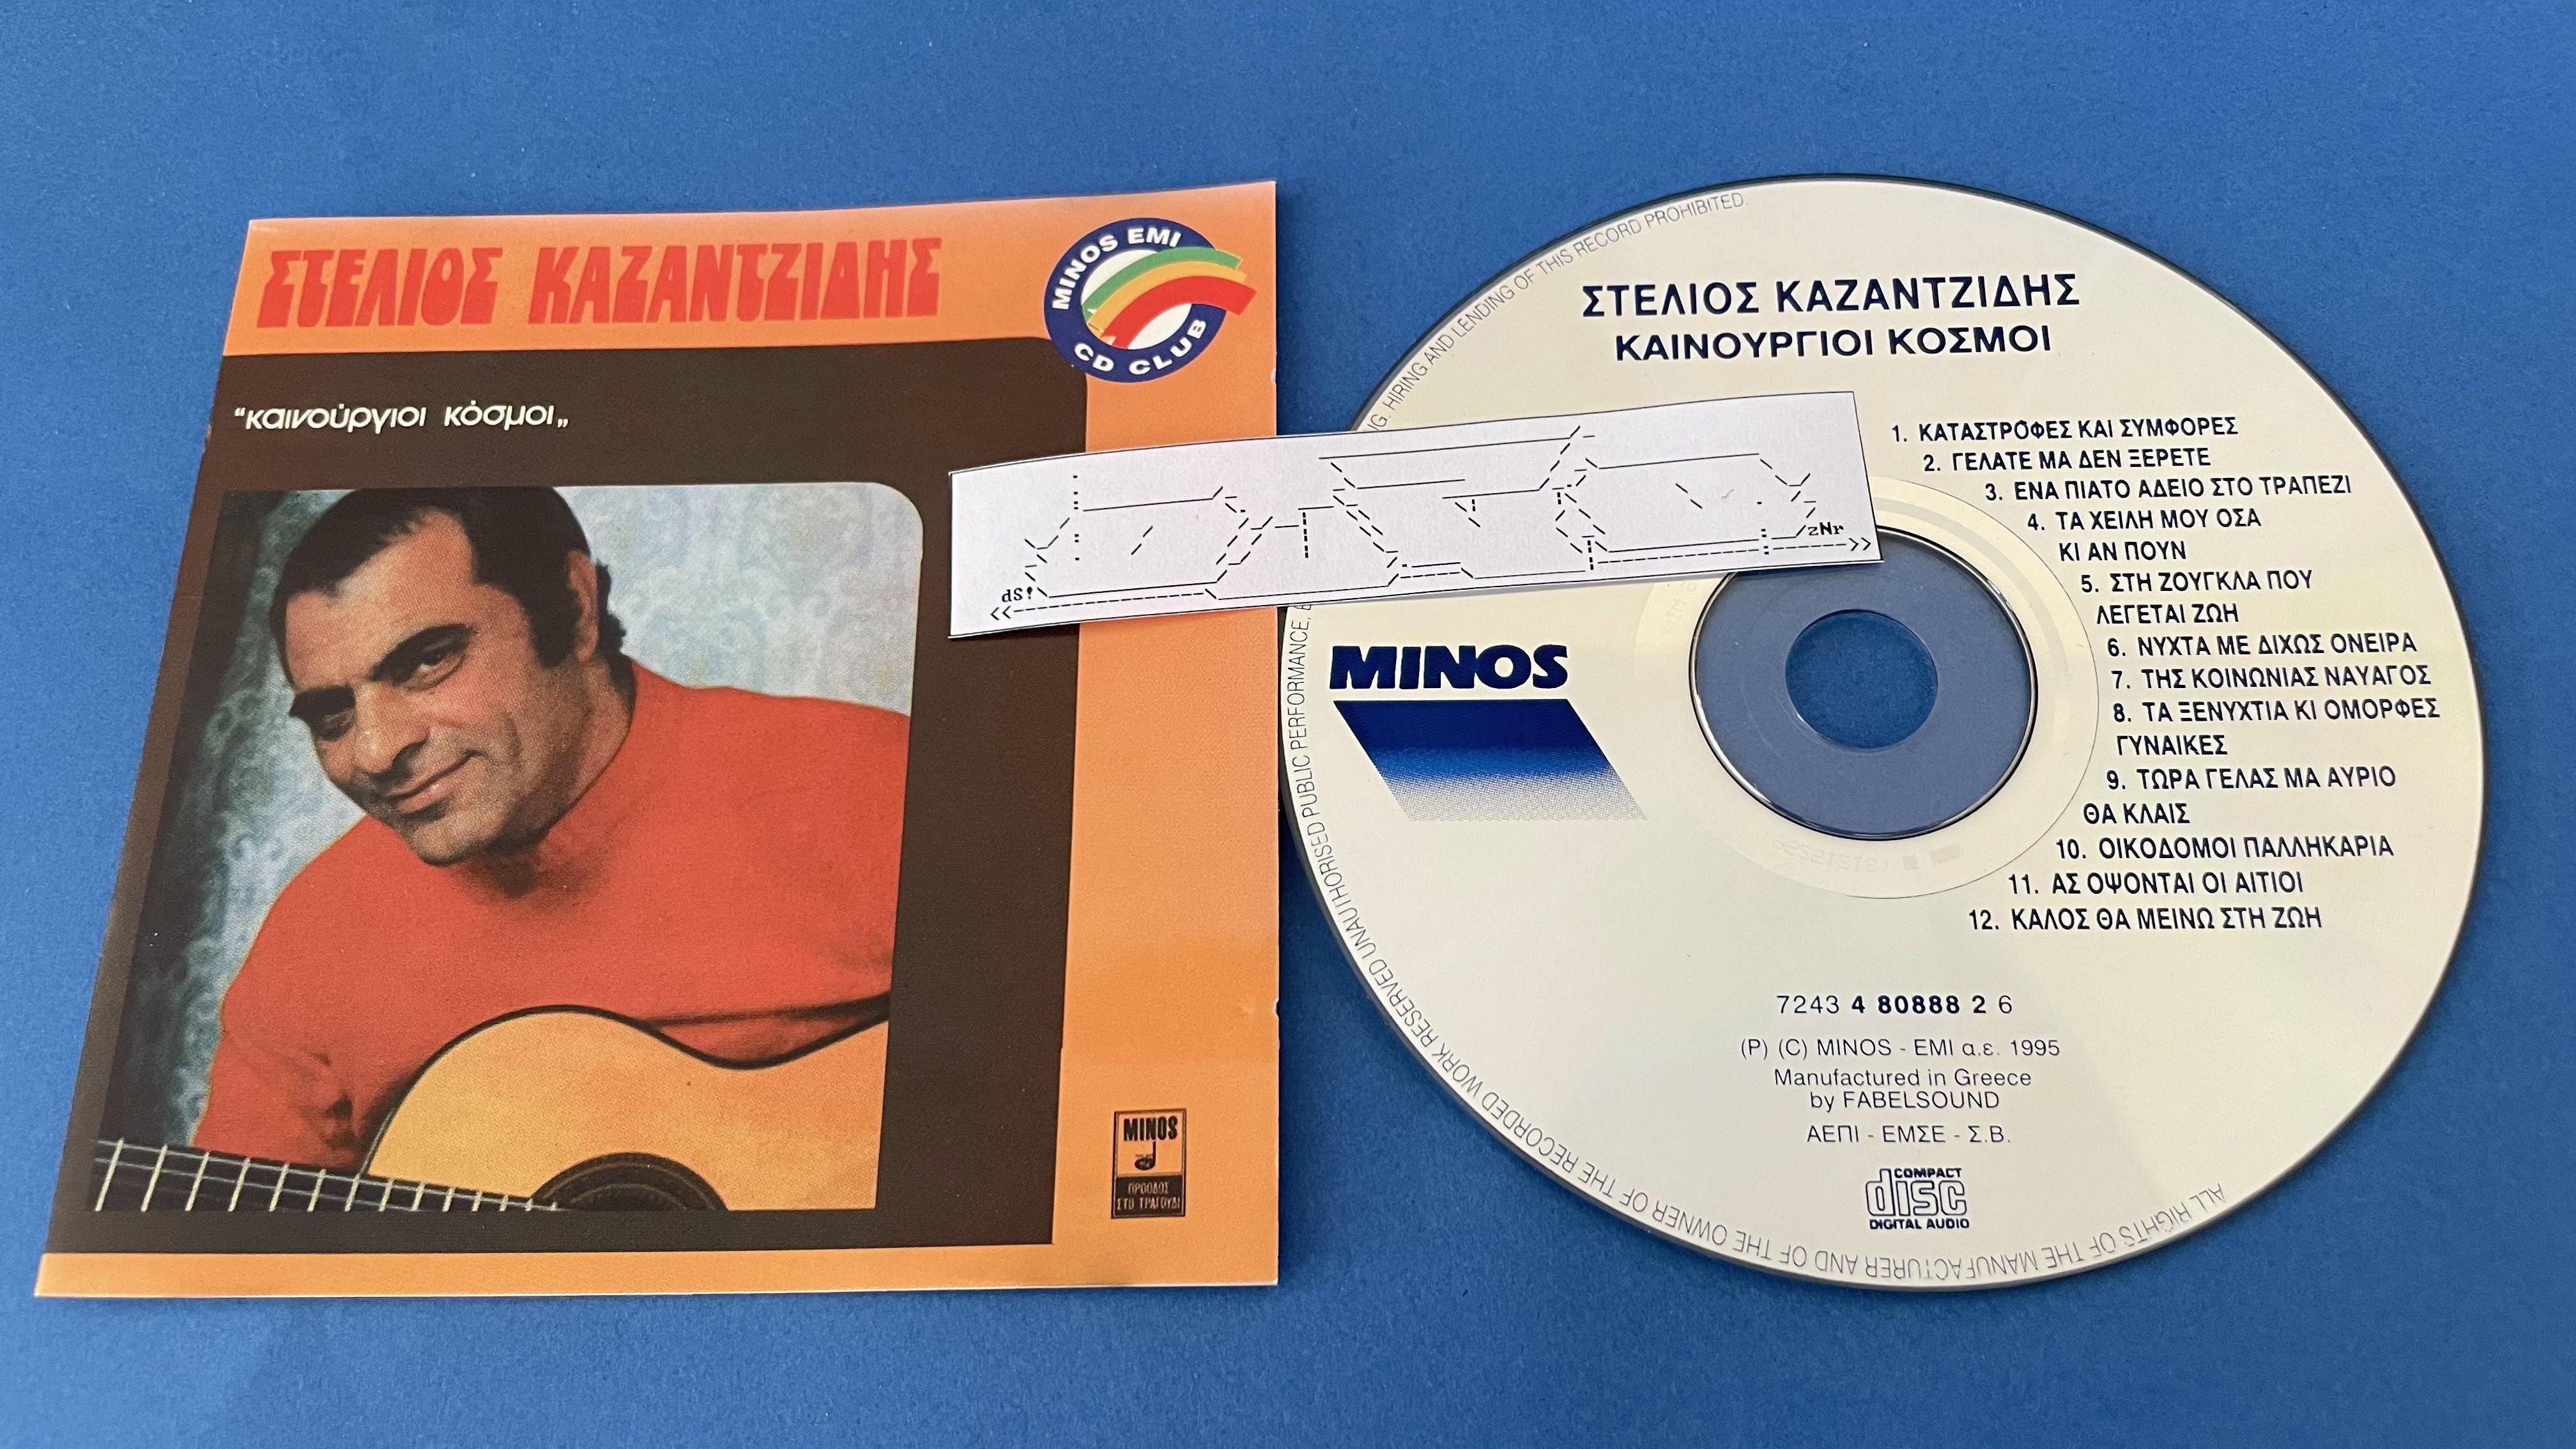 ΣΤΕΛΙΟΣ ΚΑΖΑΝΤΖΙΔΗΣ
MINOS EMI
CD CLUB
“καινούργιοι κόσμοι„
MINOS
ΠΡΟΟΔΟΣ
ΣΤΟ ΤΡΑΓΟΥΔΙ
dS!
zNr
ΣΤΕΛΙΟΣ ΚΑΖΑΝΤΖΙΔΗΣ
ΚΑΙΝΟΥΡΓΙΟΙ ΚΟΣΜΟΙ
1. ΚΑΤΑΣΤΡΟΦΕΣ ΚΑΙ ΣΥΜΦΟΡΕΣ
2. ΓΕΛΑΤΕ ΜΑ ΔΕΝ ΞΕΡΕΤΕ
3. ΕΝΑ ΠΙΑΤΟ ΑΔΕΙΟ ΣΤΟ ΤΡΑΠΕΖΙ
4. ΤΑ ΧΕΙΛΗ ΜΟΥ ΟΣΑ
ΚΙ ΑΝ ΠΟΥΝ
5. ΣΤΗ ΖΟΥΓΚΛΑ ΠΟΥ
ΛΕΓΕΤΑΙ ΖΩΗ
6. ΝΥΧΤΑ ΜΕ ΔΙΧΩΣ ΟΝΕΙΡΑ
7. ΤΗΣ ΚΟΙΝΩΝΙΑΣ ΝΑΥΑΓΟΣ
8. ΤΑ ΞΕΝΥΧΤΙΑ ΚΙ ΟΜΟΡΦΕΣ
ΓΥΝΑΙΚΕΣ
9. ΤΩΡΑ ΓΕΛΑΣ ΜΑ ΑΥΡΙΟ
ΘΑ ΚΛΑΙΣ
10. ΟΙΚΟΔΟΜΟΙ ΠΑΛΛΗΚΑΡΙΑ
11. ΑΣ ΟΨΟΝΤΑΙ ΟΙ ΑΙΤΙΟΙ
12. ΚΑΛΟΣ ΘΑ ΜΕΙΝΩ ΣΤΗ ΖΩΗ
MINOS
7243 4 80888 2 6
(P) (C) MINOS - EMI α.ε. 1995
Manufactured in Greece
by FABELSOUND
ΑΕΠΙ - ΕΜΣΕ - Σ.Β.
COMPACT
disc
DIGITAL AUDIO
ALL RIGHTS OF THE MANUFACTURER AND OF THE OWNER OF THE RECORDED WORK RESERVED UNAUTHORISED PUBLIC PERFORMANCE,
HIRING AND LENDING OF THIS RECORD PROHIBITED